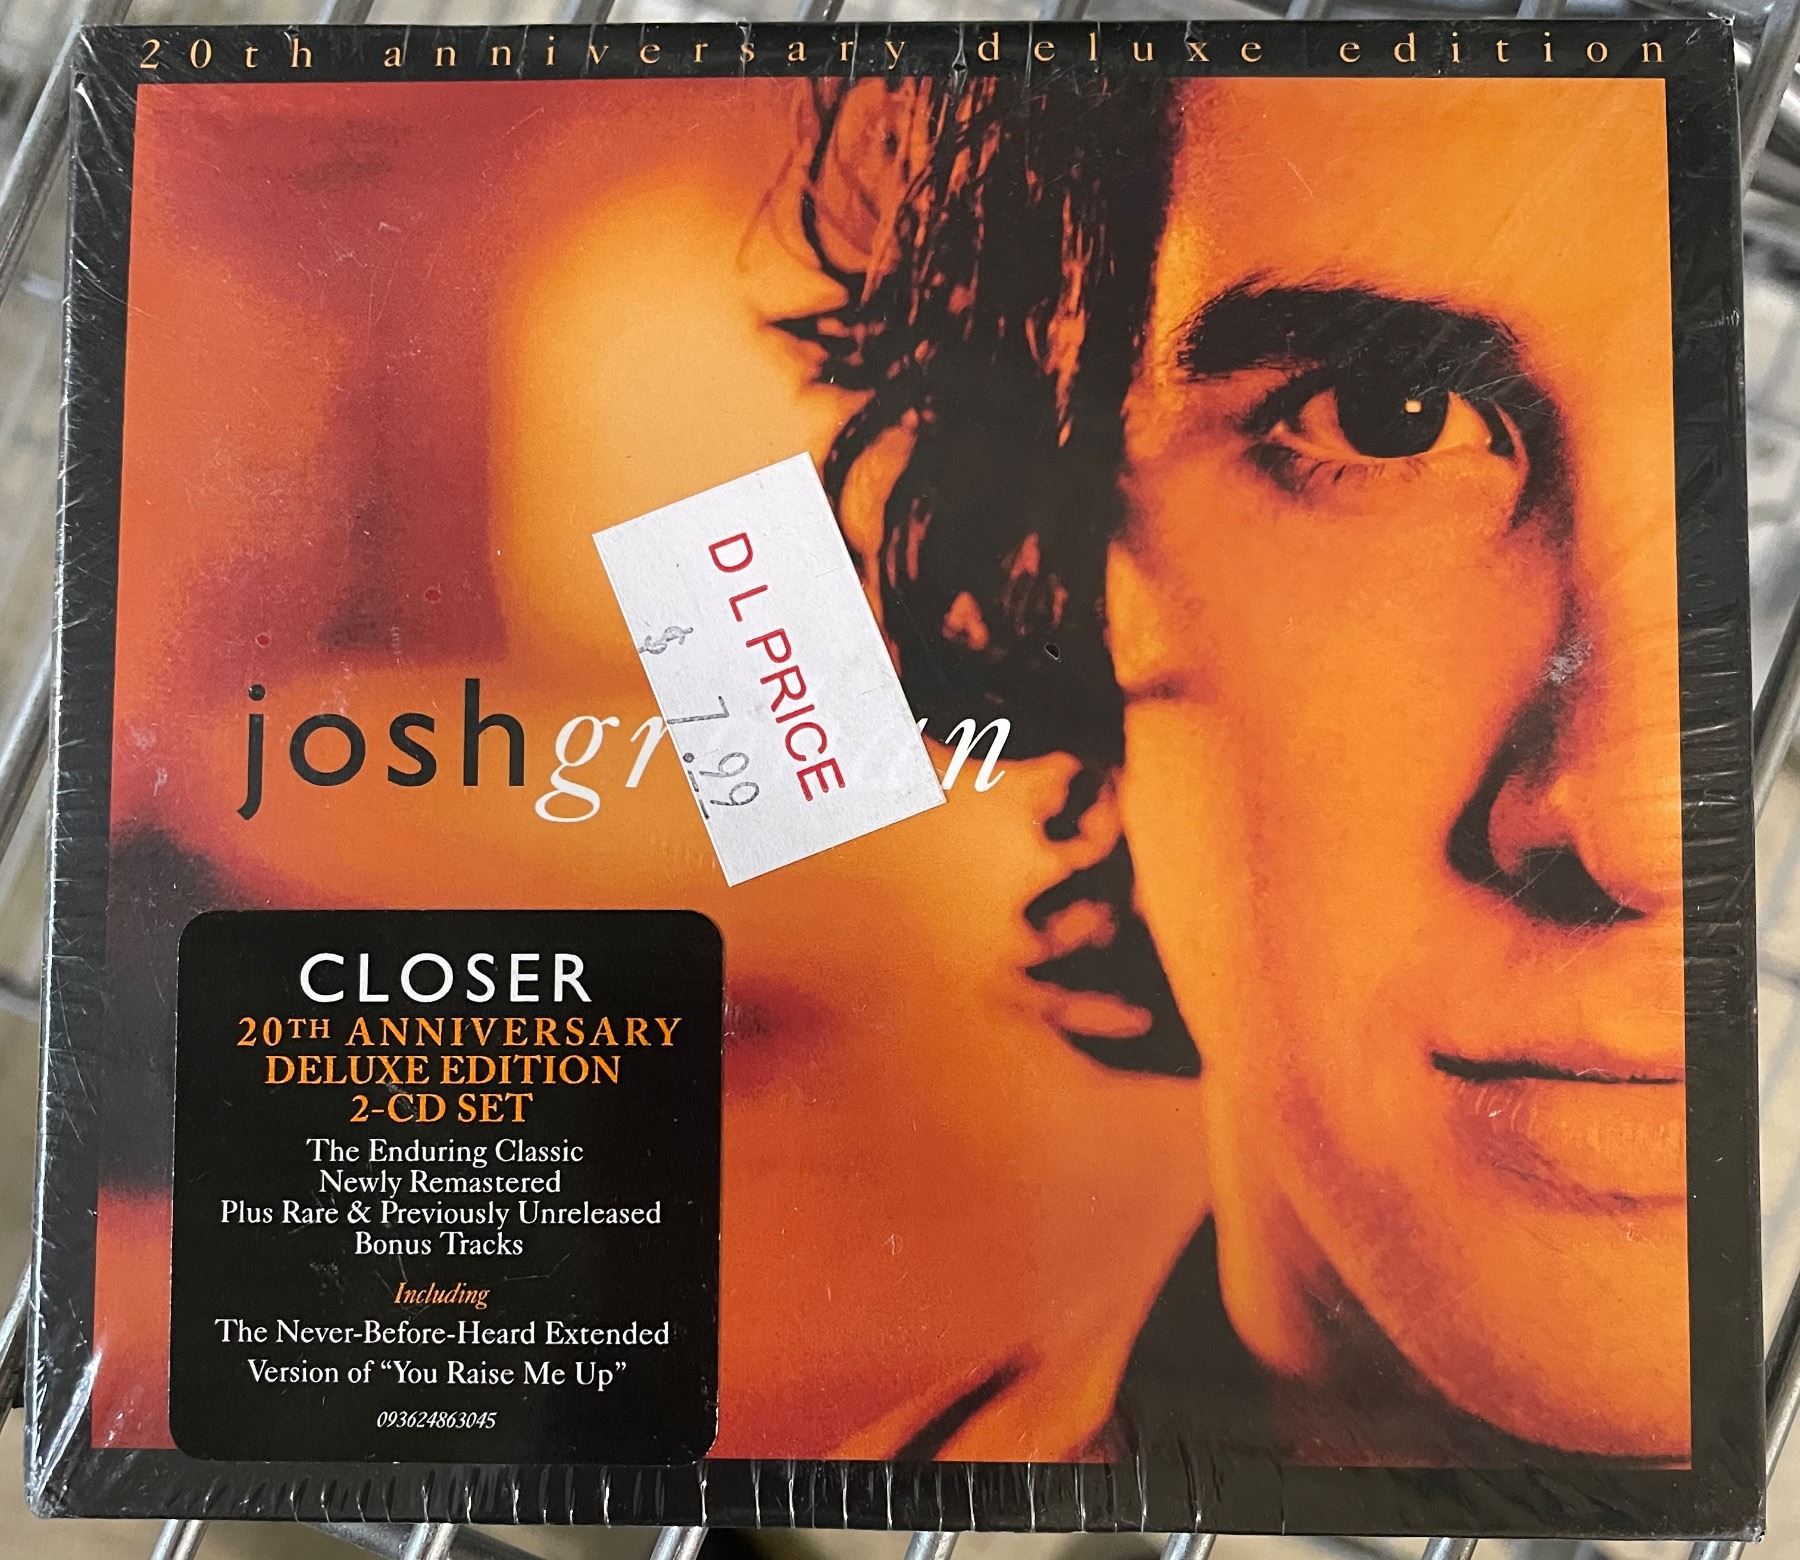 20th anniversary deluxe edition
DL PRICE
$ 7.99
josh
CLOSER
20TH ANNIVERSARY
DELUXE EDITION
2-CD SET
The Enduring Classic
Newly Remastered
Plus Rare & Previously Unreleased
Bonus Tracks
Including
The Never-Before-Heard Extended
Version of “You Raise Me Up”
093624863045